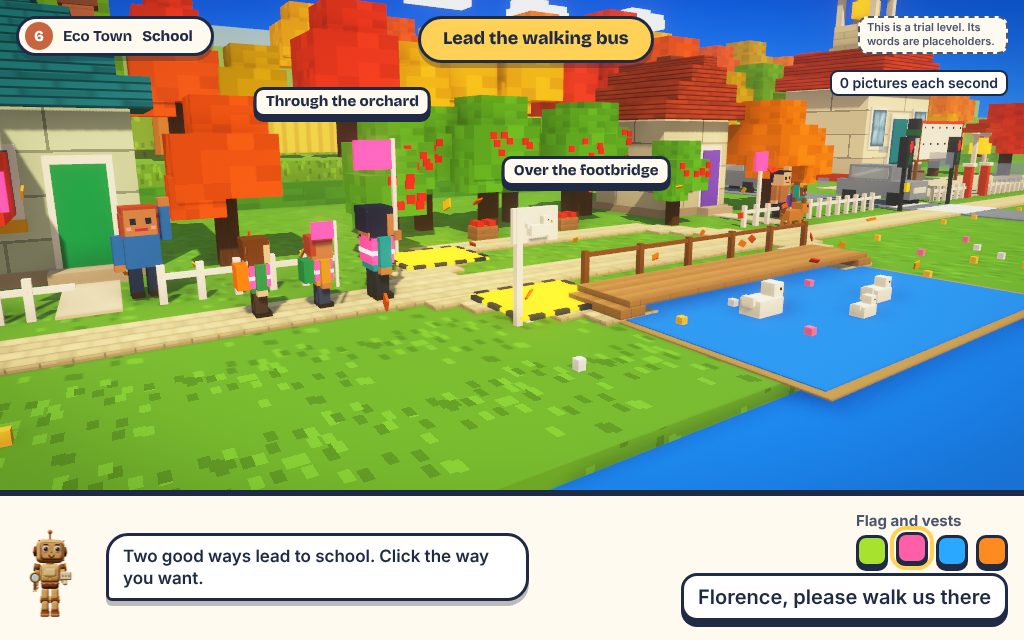 6 Eco Town School
Lead the walking bus
This is a trial level. Its
words are placeholders.
0 pictures each second
Through the orchard
Over the footbridge
Two good ways lead to school. Click the way
you want.
Flag and vests
Florence, please walk us there